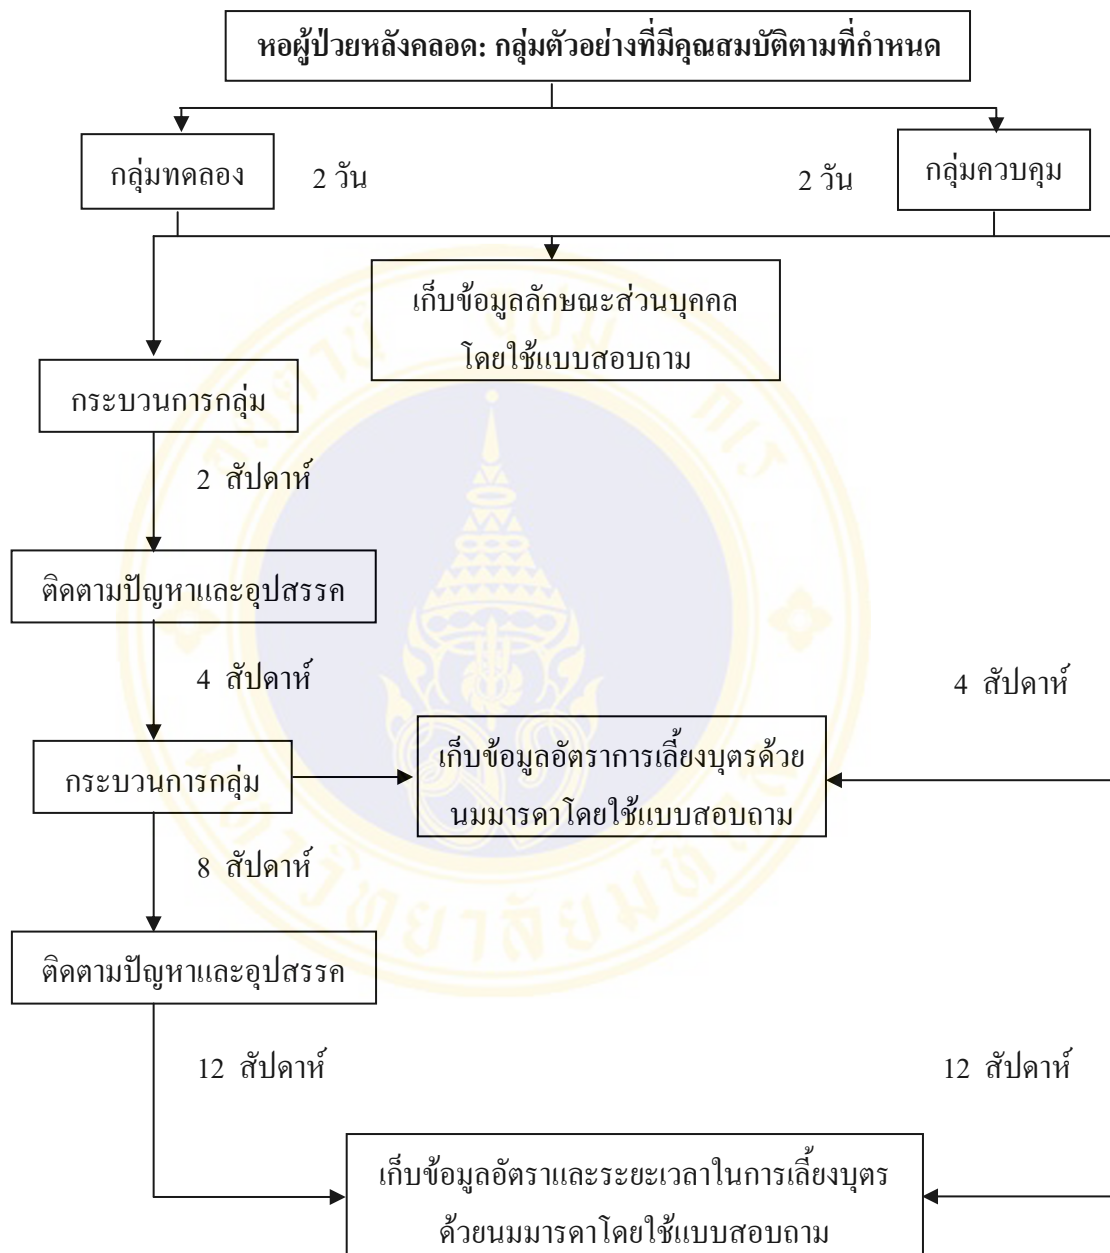 หอผู้ป่วยหลังคลอด: กลุ่มตัวอย่างที่มีคุณสมบัติตามที่กำหนด
กลุ่มทดลอง
2 วัน
2 วัน
กลุ่มควบคุม
เก็บข้อมูลลักษณะส่วนบุคคล
โดยใช้แบบสอบถาม
กระบวนการกลุ่ม
2 สัปดาห์
ติดตามปัญหาและอุปสรรค
4 สัปดาห์
4 สัปดาห์
กระบวนการกลุ่ม
เก็บข้อมูลอัตราการเลี้ยงบุตรด้วย
นมมารดาโดยใช้แบบสอบถาม
8 สัปดาห์
ติดตามปัญหาและอุปสรรค
12 สัปดาห์
12 สัปดาห์
เก็บข้อมูลอัตราและระยะเวลาในการเลี้ยงบุตร
ด้วยนมมารดาโดยใช้แบบสอบถาม